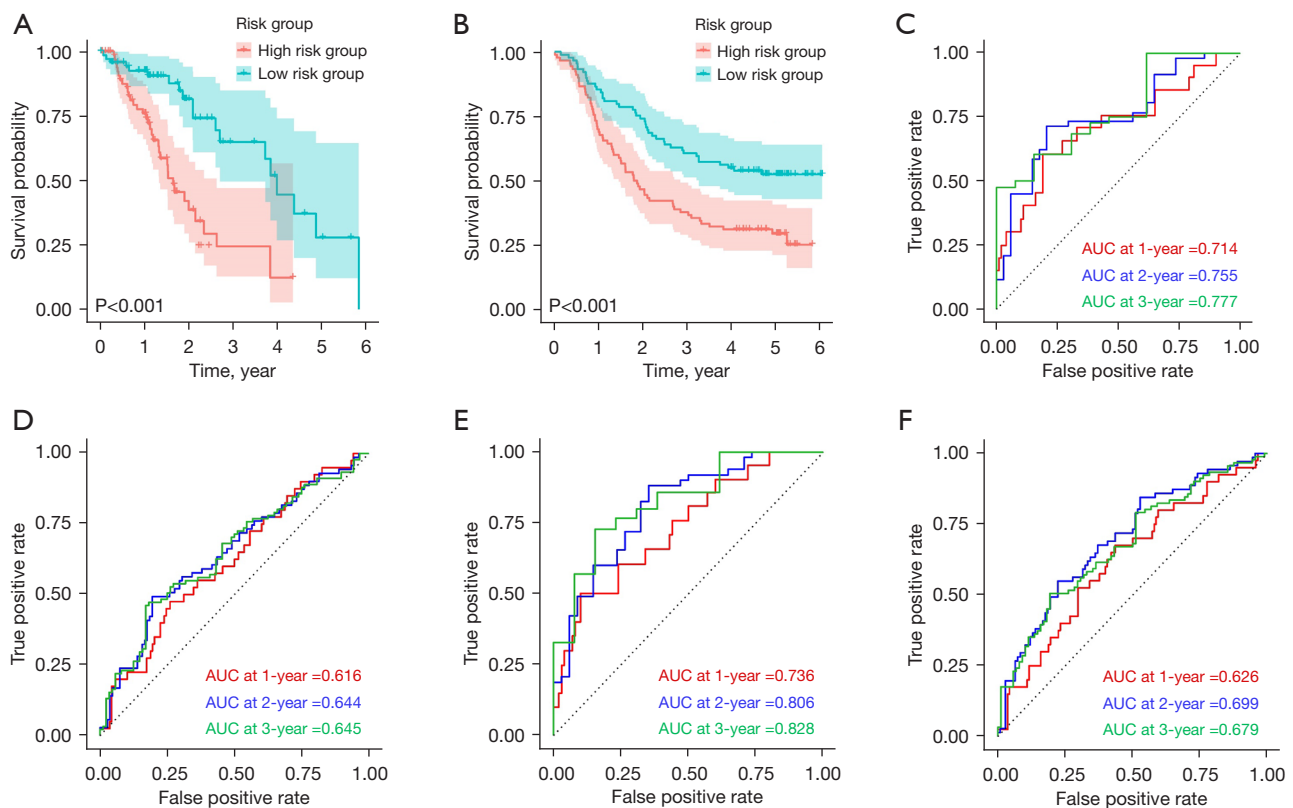 A
Risk group
High risk group
Low risk group
1.00
0.75
0.50
0.25
0.00
Survival probability
P<0.001
0 1 2 3 4 5 6
Time, year
B
Risk group
High risk group
Low risk group
1.00
0.75
0.50
0.25
0.00
Survival probability
P<0.001
0 1 2 3 4 5 6
Time, year
C
1.00
0.75
0.50
0.25
0.00
True positive rate
AUC at 1-year =0.714
AUC at 2-year =0.755
AUC at 3-year =0.777
0.00 0.25 0.50 0.75 1.00
False positive rate
D
1.00
0.75
0.50
0.25
0.00
True positive rate
AUC at 1-year =0.616
AUC at 2-year =0.644
AUC at 3-year =0.645
0.00 0.25 0.50 0.75 1.00
False positive rate
E
1.00
0.75
0.50
0.25
0.00
True positive rate
AUC at 1-year =0.736
AUC at 2-year =0.806
AUC at 3-year =0.828
0.00 0.25 0.50 0.75 1.00
False positive rate
F
1.00
0.75
0.50
0.25
0.00
True positive rate
AUC at 1-year =0.626
AUC at 2-year =0.699
AUC at 3-year =0.679
0.00 0.25 0.50 0.75 1.00
False positive rate